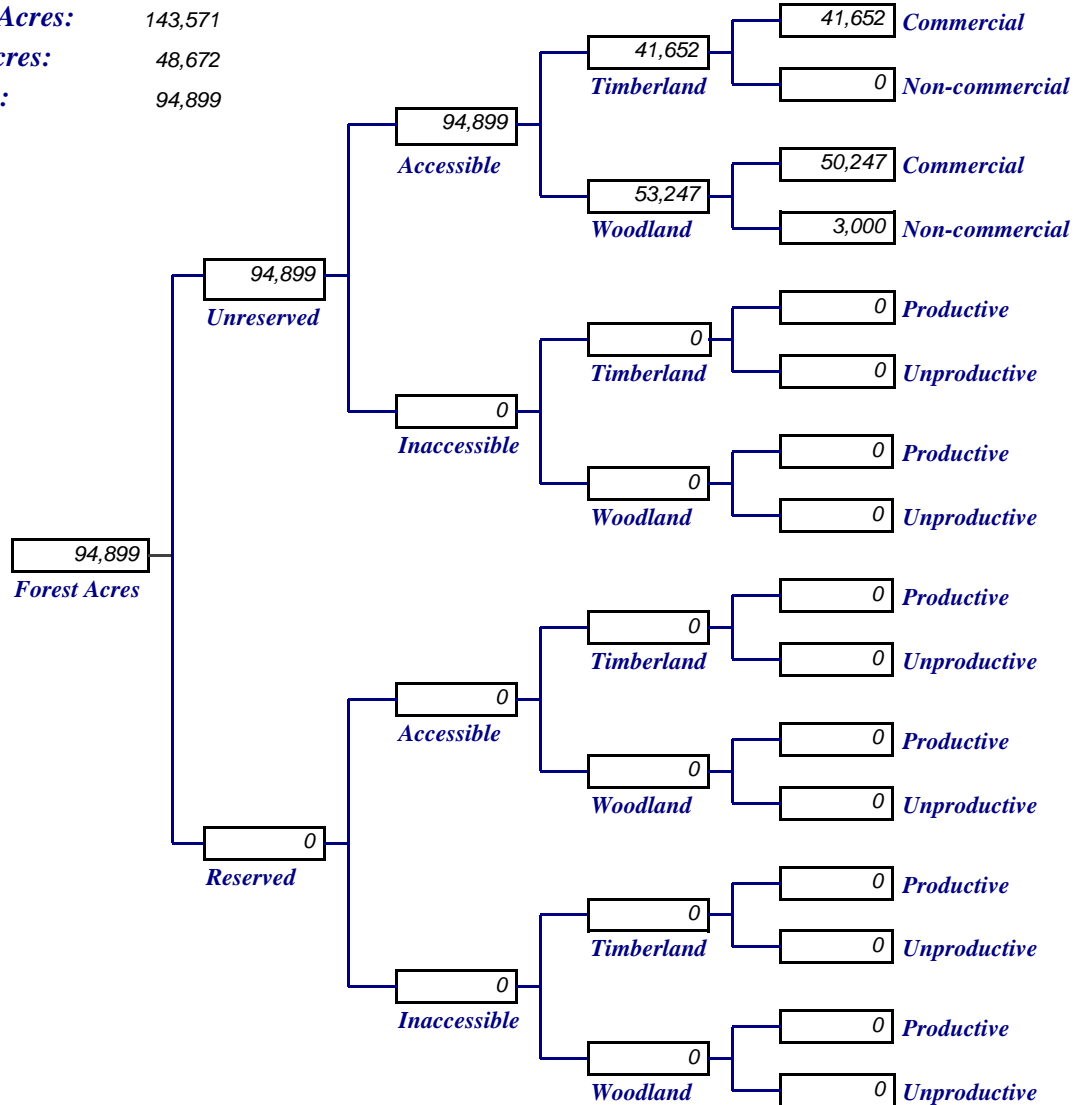 Acres: 143,571
48,672
94,899
41,652 Commercial
41,652
Timberland
0 Non-commercial
94,899
Accessible
50,247 Commercial
53,247
Woodland
3,000 Non-commercial
94,899
Unreserved
0 Productive
0
Timberland
0 Unproductive
0
Inaccessible
0 Productive
0
Woodland
0 Unproductive
94,899
Forest Acres
0 Productive
0
Timberland
0 Unproductive
0
Accessible
0 Productive
0
Woodland
0 Unproductive
0
Reserved
0 Productive
0
Timberland
0 Unproductive
0
Inaccessible
0 Productive
0
Woodland
0 Unproductive